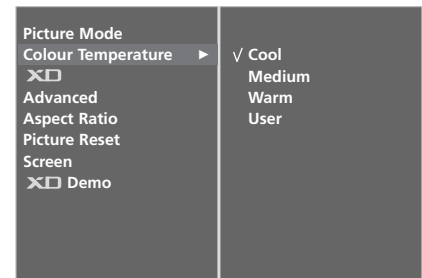 Picture Mode
Colour Temperature ► √ Cool
XD Medium
Advanced Warm
Aspect Ratio User
Picture Reset
Screen
XD Demo